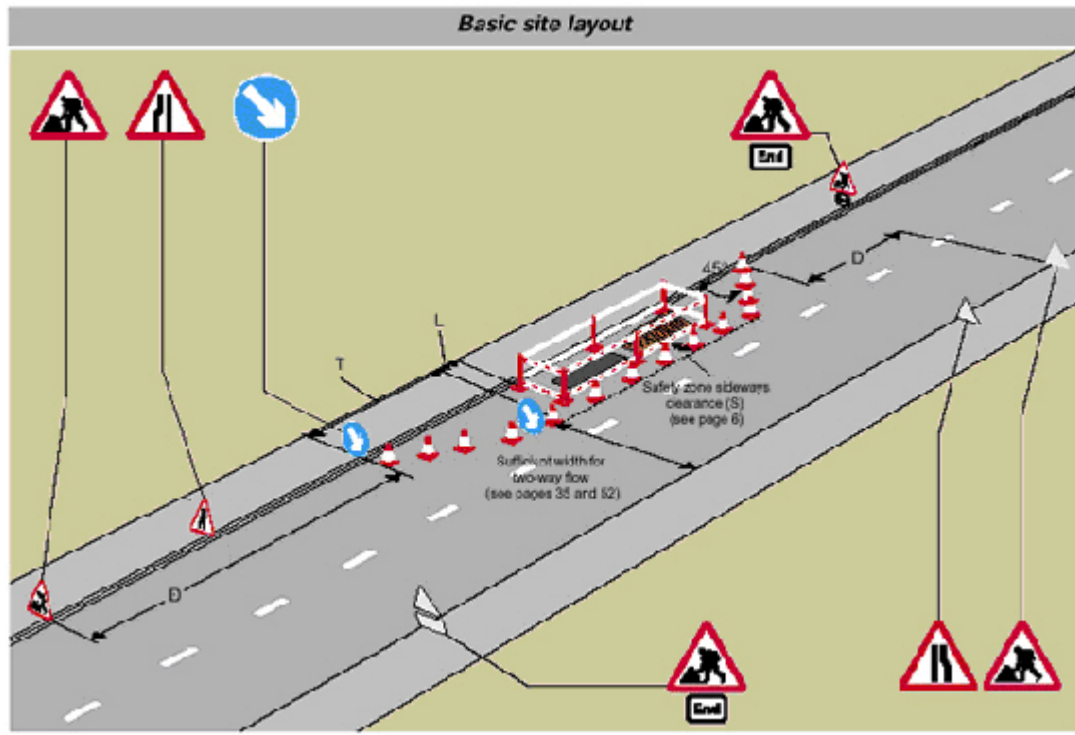 Basic site layout
End
45°
D
L
T
Safety zone sideways
clearance (S)
(see page 6)
Sufficient width for
two-way flow
(see pages 35 and 52)
D
End